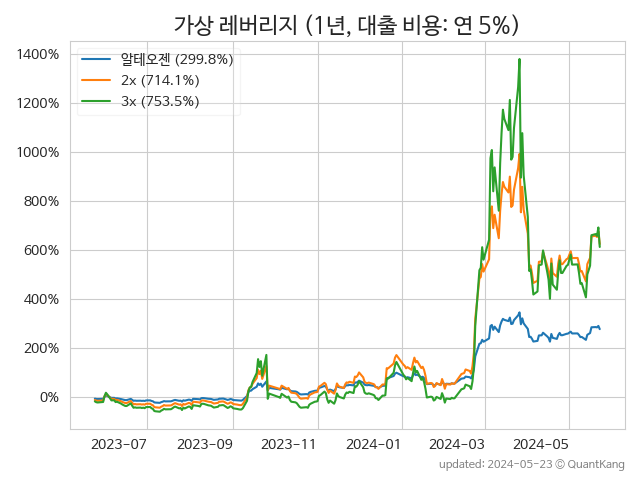 가상 레버리지 (1년, 대출 비용: 연 5%)
알테오젠 (299.8%)
2x (714.1%)
3x (753.5%)
1400%
1200%
1000%
800%
600%
400%
200%
0%
2023-07 2023-09 2023-11 2024-01 2024-03 2024-05
updated: 2024-05-23 © QuantKang